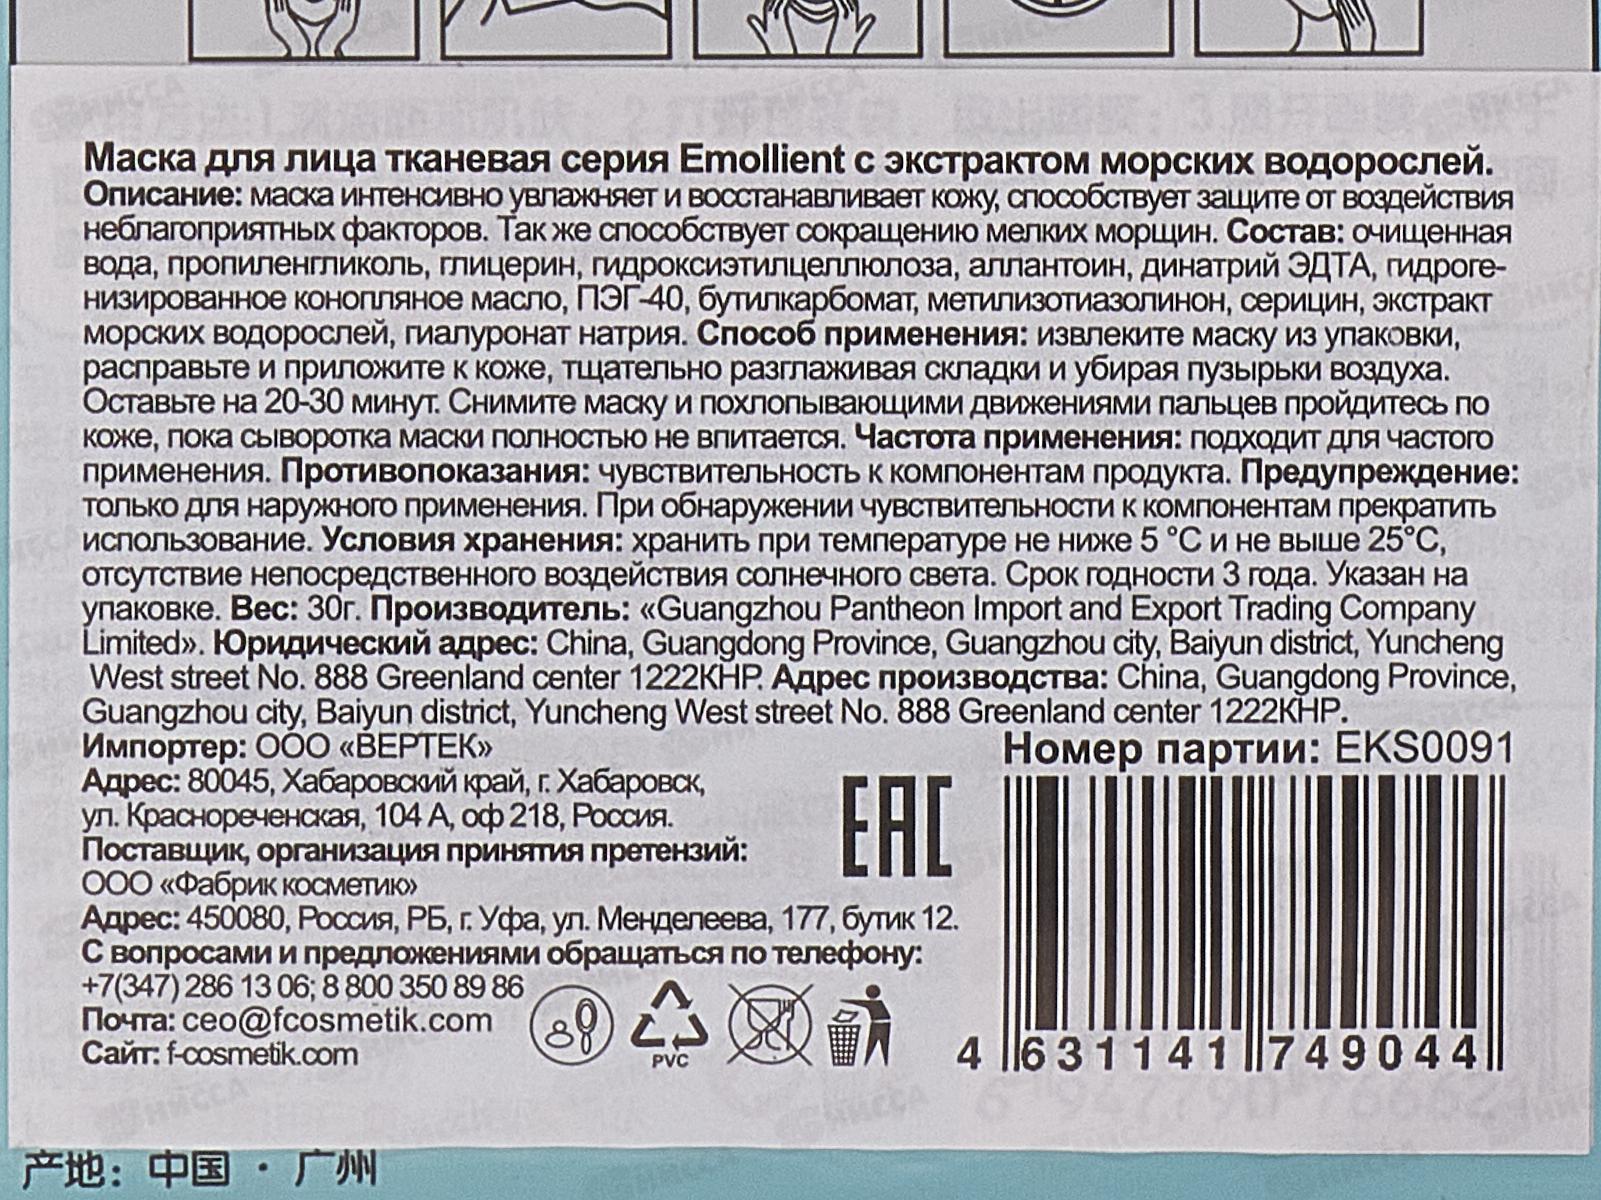 Маска для лица тканевая серия Emollient с экстрактом морских водорослей.
Описание: маска интенсивно увлажняет и восстанавливает кожу, способствует защите от воздействия
неблагоприятных факторов. Так же способствует сокращению мелких морщин. Состав: очищенная
вода, пропиленгликоль, глицерин, гидроксиэтилцеллюлоза, аллантоин, динатрий ЭДТА, гидроге-
низированное конопляное масло, ПЭГ-40, бутилкарбомат, метилизотиазолинон, серицин, экстракт
морских водорослей, гиалуронат натрия. Способ применения: извлеките маску из упаковки,
расправьте и приложите к коже, тщательно разглаживая складки и убирая пузырьки воздуха.
Оставьте на 20-30 минут. Снимите маску и похлопывающими движениями пальцев пройдитесь по
коже, пока сыворотка маски полностью не впитается. Частота применения: подходит для частого
применения. Противопоказания: чувствительность к компонентам продукта. Предупреждение:
только для наружного применения. При обнаружении чувствительности к компонентам прекратить
использование. Условия хранения: хранить при температуре не ниже 5 °С и не выше 25°С,
отсутствие непосредственного воздействия солнечного света. Срок годности 3 года. Указан на
упаковке. Вес: 30г. Производитель: «Guangzhou Pantheon Import and Export Trading Company
Limited». Юридический адрес: China, Guangdong Province, Guangzhou city, Baiyun district, Yuncheng
West street No. 888 Greenland center 1222КНР. Адрес производства: China, Guangdong Province,
Guangzhou city, Baiyun district, Yuncheng West street No. 888 Greenland center 1222КНР.
Импортер: ООО «ВЕРТЕК»
Номер партии: EKS0091
Адрес: 80045, Хабаровский край, г. Хабаровск,
ул. Краснореченская, 104 А, оф 218, Россия.
EAC
Поставщик, организация принятия претензий:
ООО «Фабрик косметик»
Адрес: 450080, Россия, РБ, г. Уфа, ул. Менделеева, 177, бутик 12.
С вопросами и предложениями обращаться по телефону:
+7(347) 286 13 06; 8 800 350 89 86
Почта: ceo@fcosmetik.com
Сайт: f-cosmetik.com
PVC
4 631141 749044
产地：中国・广州